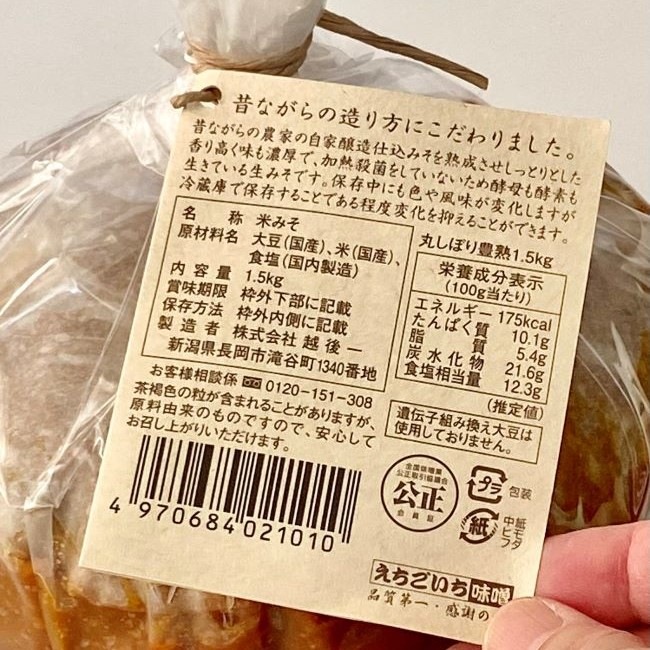 昔ながらの造り方にこだわりました。
昔ながらの農家の自家醸造仕込みそを熟成させしっとりとした
香り高く味も濃厚で、加熱殺菌をしていないため酵母も酵素も
生きている生みそです。保存中にも色や風味が変化しますが
冷蔵庫で保存することである程度変化を抑えることができます。
名称 米みそ
原材料名 大豆(国産)、米(国産)、
食塩(国内製造)
内容量 1.5kg
賞味期限 枠外下部に記載
保存方法 枠外内側に記載
製造者 株式会社 越後一
新潟県長岡市滝谷町1340番地
丸しぼり豊熟1.5kg
栄養成分表示
(100g当たり)
エネルギー 175kcal
たんぱく質 10.1g
脂質 5.4g
炭水化物 21.6g
食塩相当量 12.3g
(推定値)
お客様相談係 0120-151-308
茶褐色の粒が含まれることがありますが、
原料由来のものですので、安心して
お召し上がりいただけます。
遺伝子組み換え大豆は
使用しておりません。
4 970684 021010
全国味噌業
公正取引協議会
公正
会員証
プラ 包装
紙 紙モタ
中ヒフ
えちごいち味噌
品質第一・感謝の